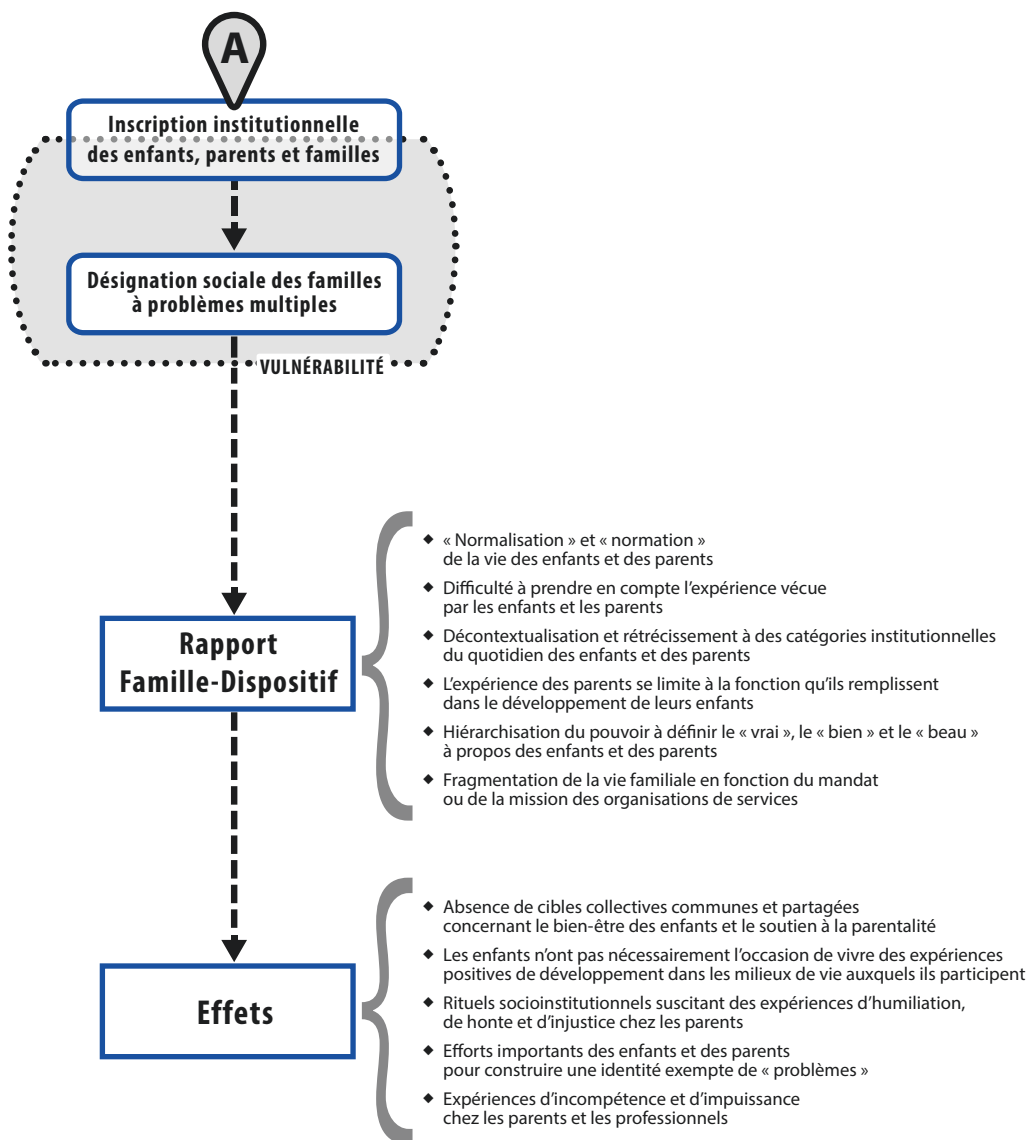 A
Inscription institutionnelle
des enfants, parents et familles
Désignation sociale des familles
à problèmes multiples
VULNÉRABILITÉ
Rapport
Famille-Dispositif
◆ « Normalisation » et « normation »
de la vie des enfants et des parents
◆ Difficulté à prendre en compte l’expérience vécue
par les enfants et les parents
◆ Décontextualisation et rétrécissement à des catégories institutionnelles
du quotidien des enfants et des parents
◆ L’expérience des parents se limite à la fonction qu’ils remplissent
dans le développement de leurs enfants
◆ Hiérarchisation du pouvoir à définir le « vrai », le « bien » et le « beau »
à propos des enfants et des parents
◆ Fragmentation de la vie familiale en fonction du mandat
ou de la mission des organisations de services
Effets
◆ Absence de cibles collectives communes et partagées
concernant le bien-être des enfants et le soutien à la parentalité
◆ Les enfants n’ont pas nécessairement l’occasion de vivre des expériences
positives de développement dans les milieux de vie auxquels ils participent
◆ Rituels socioinstitutionnels suscitant des expériences d’humiliation,
de honte et d’injustice chez les parents
◆ Efforts importants des enfants et des parents
pour construire une identité exempte de « problèmes »
◆ Expériences d’incompétence et d’impuissance
chez les parents et les professionnels